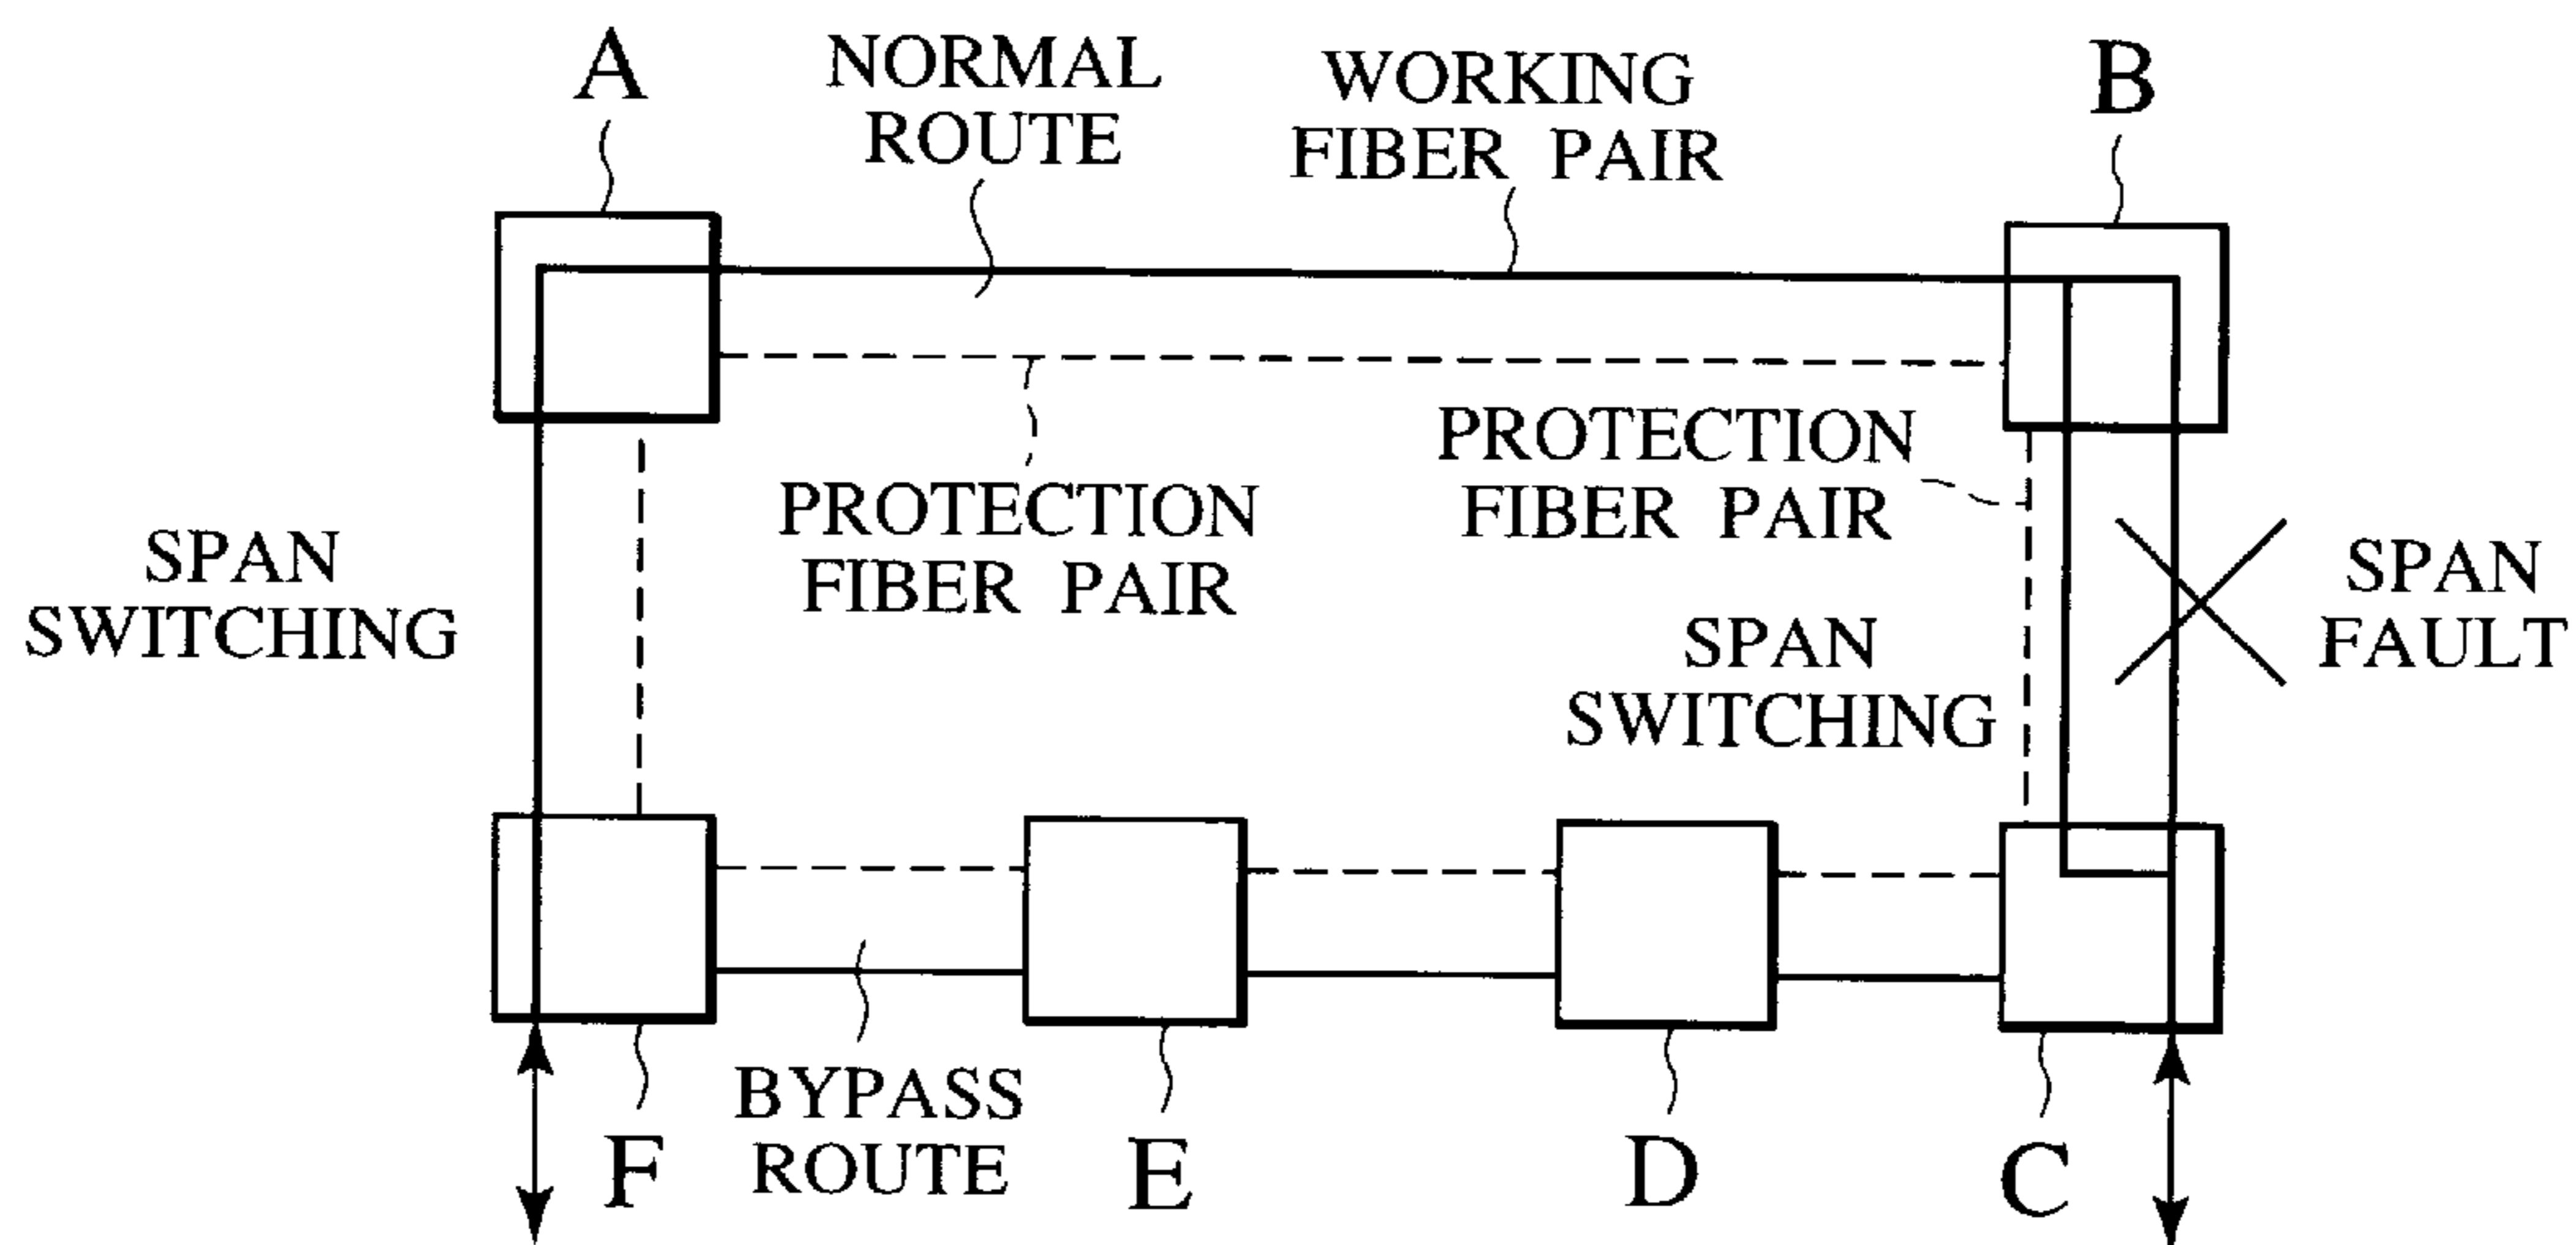 A
NORMAL
ROUTE
WORKING
FIBER PAIR
B
PROTECTION
FIBER PAIR
PROTECTION
FIBER PAIR
SPAN
SWITCHING
SPAN
FAULT
SPAN
SWITCHING
BYPASS
ROUTE
F
E
D
C